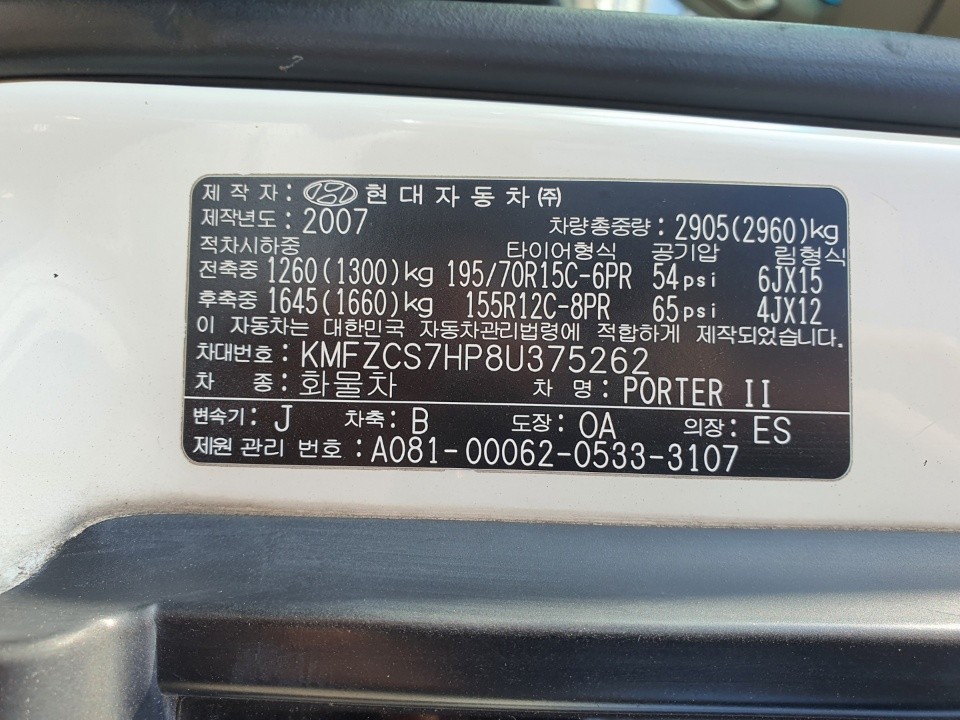 제 작 자 : 현대자동차㈜
제작년도 : 2007 차량총중량 : 2905(2960)kg
적차시하중 타이어형식 공기압 림형식
전축중 1260(1300)kg 195/70R15C-6PR 54psi 6JX15
후축중 1645(1660)kg 155R12C-8PR 65psi 4JX12
이 자동차는 대한민국 자동차관리법령에 적합하게 제작되었습니다.
차대번호 : KMFZCS7HP8U375262
차 종 : 화물차 차 명 : PORTER II
변속기 : J 차축 : B 도장 : OA 의장 : ES
제원 관리 번호 : A081-00062-0533-3107